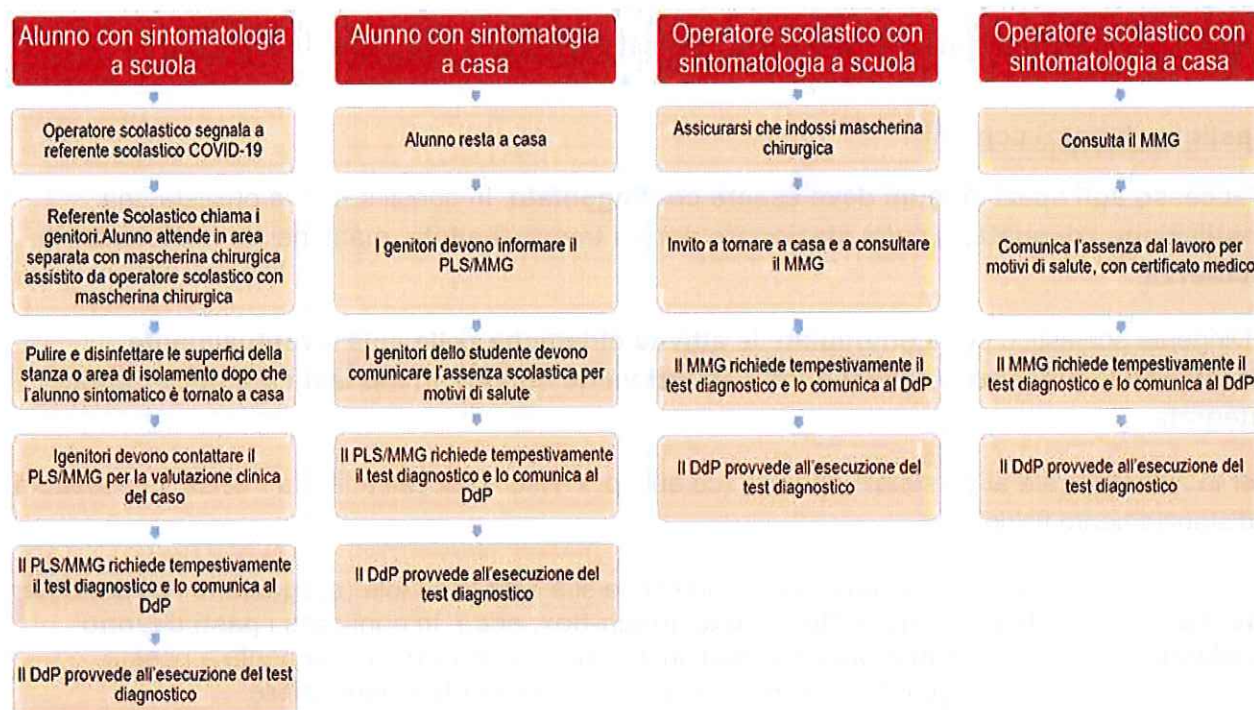 Alunno con sintomatologia
a scuola
Operatore scolastico segnala a
referente scolastico COVID-19
Referente Scolastico chiama i
genitori.Alunno attende in area
separata con mascherina chirurgica
assistito da operatore scolastico con
mascherina chirurgica
Pulire e disinfettare le superfici della
stanza o area di isolamento dopo che
l'alunno sintomatico è tornato a casa
Igenitori devono contattare il
PLS/MMG per la valutazione clinica
del caso
Il PLS/MMG richiede tempestivamente
il test diagnostico e lo comunica al
DdP
Il DdP provvede all'esecuzione del test
diagnostico
Alunno con sintomatogia
a casa
Alunno resta a casa
I genitori devono informare il
PLS/MMG
I genitori dello studente devono
comunicare l'assenza scolastica per
motivi di salute
Il PLS/MMG richiede tempestivamente
il test diagnostico e lo comunica al
DdP
Il DdP provvede all'esecuzione del
test diagnostico
Operatore scolastico con
sintomatologia a scuola
Assicurarsi che indossi mascherina
chirurgica
Invito a tornare a casa e a consultare
il MMG
Il MMG richiede tempestivamente il
test diagnostico e lo comunica al DdP
Il DdP provvede all'esecuzione del
test diagnostico
Operatore scolastico con
sintomatologia a casa
Consulta il MMG
Comunica l'assenza dal lavoro per
motivi di salute, con certificato medico
Il MMG richiede tempestivamente il
test diagnostico e lo comunica al DdP
Il DdP provvede all'esecuzione del
test diagnostico